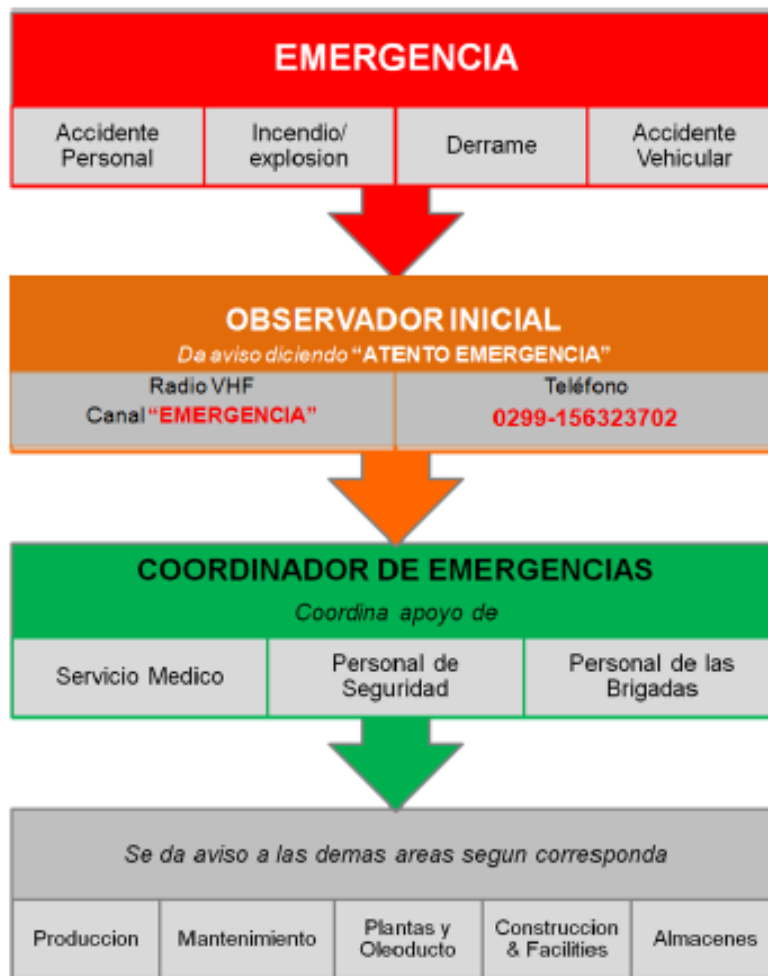 EMERGENCIA
Accidente
Personal
Incendio/
explosion
Derrame
Accidente
Vehicular
OBSERVADOR INICIAL
Da aviso diciendo “ATENTO EMERGENCIA”
Radio VHF
Canal “EMERGENCIA”
Teléfono
0299-156323702
COORDINADOR DE EMERGENCIAS
Coordina apoyo de
Servicio Medico
Personal de
Seguridad
Personal de las
Brigadas
Se da aviso a las demas areas segun corresponda
Produccion
Mantenimiento
Plantas y
Oleoducto
Construccion
& Facilities
Almacenes